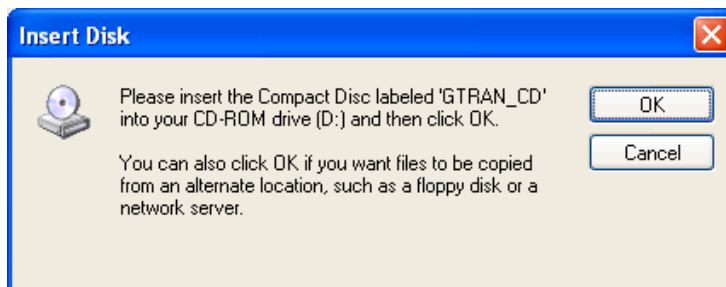 Insert Disk
Please insert the Compact Disc labeled 'GTRAN_CD'
into your CD-ROM drive (D:) and then click OK.
You can also click OK if you want files to be copied
from an alternate location, such as a floppy disk or a
network server.
OK
Cancel